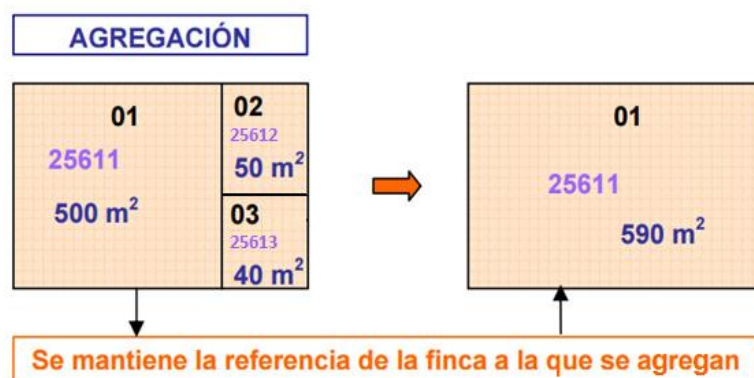 AGREGACIÓN
01
25611
500 m²
02
25612
50 m²
03
25613
40 m²
01
25611
590 m²
Se mantiene la referencia de la finca a la que se agregan